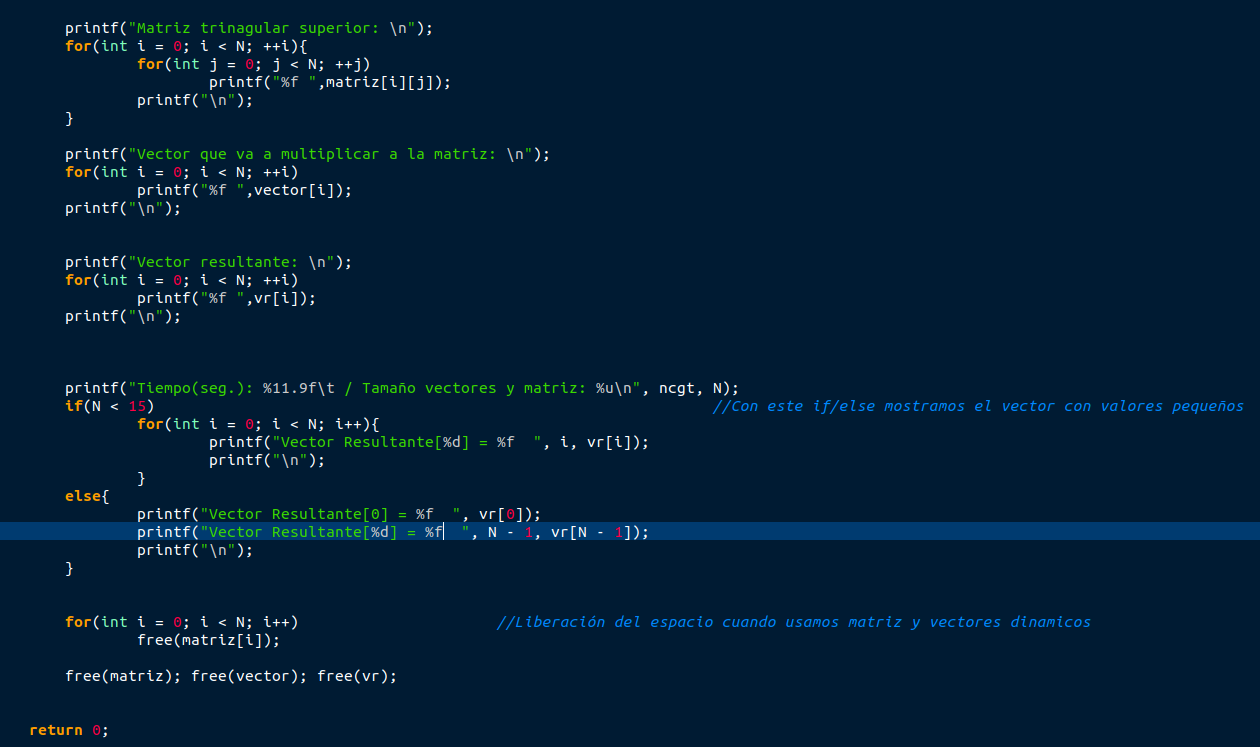 printf("Matriz trinagular superior: \n");
for(int i = 0; i < N; ++i){
for(int j = 0; j < N; ++j)
printf("%f ",matriz[i][j]);
printf("\n");
}
printf("Vector que va a multiplicar a la matriz: \n");
for(int i = 0; i < N; ++i)
printf("%f ",vector[i]);
printf("\n");
printf("Vector resultante: \n");
for(int i = 0; i < N; ++i)
printf("%f ",vr[i]);
printf("\n");
printf("Tiempo(seg.): %11.9f\t / Tamaño vectores y matriz: %u\n", ncgt, N);
if(N < 15) //Con este if/else mostramos el vector con valores pequeños
for(int i = 0; i < N; i++){
printf("Vector Resultante[%d] = %f  ", i, vr[i]);
printf("\n");
}
else{
printf("Vector Resultante[0] = %f  ", vr[0]);
printf("Vector Resultante[%d] = %f  ", N - 1, vr[N - 1]);
printf("\n");
}
for(int i = 0; i < N; i++) //Liberación del espacio cuando usamos matriz y vectores dinamicos
free(matriz[i]);
free(matriz); free(vector); free(vr);
return 0;